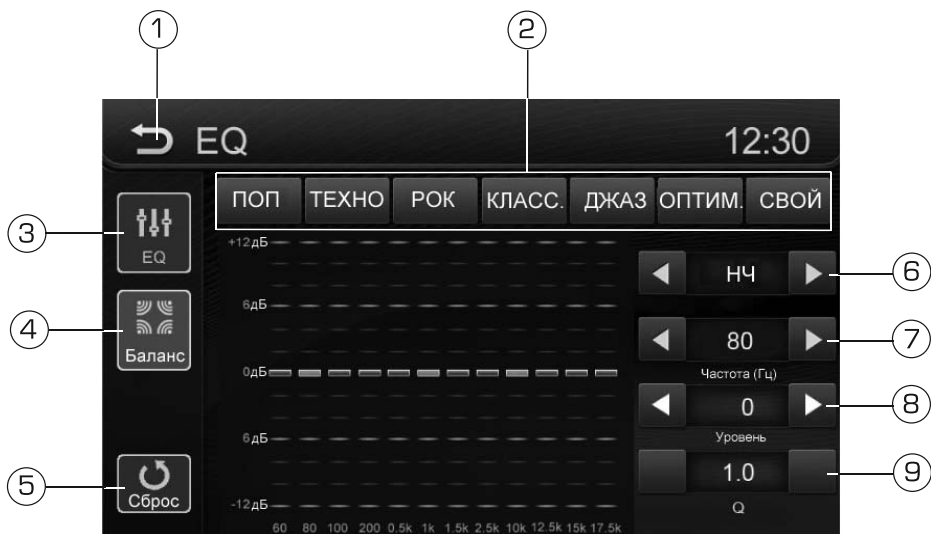 1 2
EQ 12:30
ПОП ТЕХНО РОК КЛАСС. ДЖАЗ ОПТИМ. СВОЙ
3
EQ
4
Баланс
5
Сброс
+12дБ
6дБ
0дБ
6дБ
-12дБ
60 80 100 200 0.5k 1k 1.5k 2.5k 10k 12.5k 15k 17.5k
НЧ 6
80 7
Частота (Гц)
0 8
Уровень
1.0 9
Q